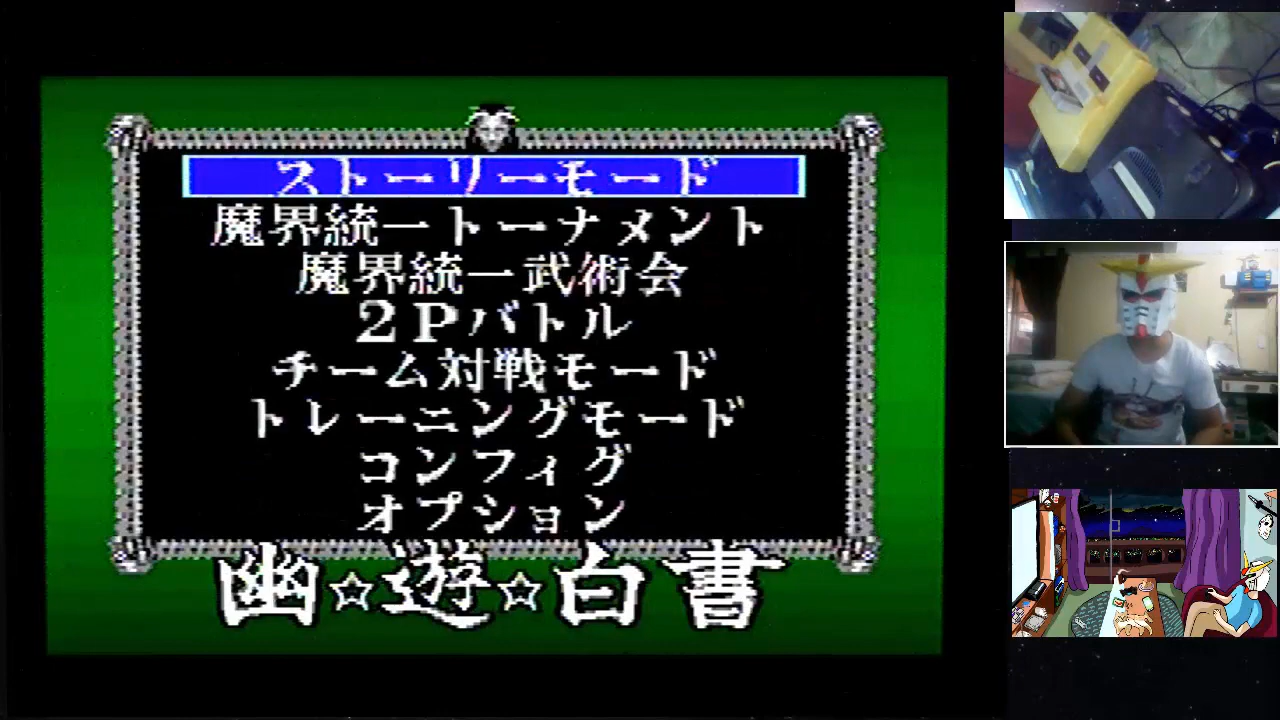 ストーリーモード
魔界統一トーナメント
魔界統一武術会
2Pバトル
チーム対戦モード
トレーニングモード
コンフィグ
オプション
幽☆遊☆白書